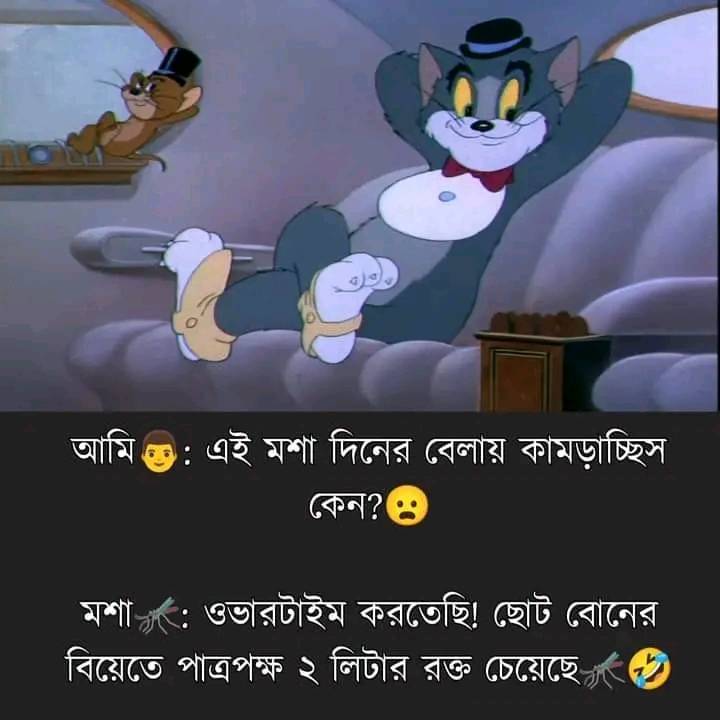 আমি👨: এই মশা দিনের বেলায় কামড়াচ্ছিস
কেন?😦
মশা🦟: ওভারটাইম করতেছি! ছোট বোনের
বিয়েতে পাত্রপক্ষ ২ লিটার রক্ত চেয়েছে🦟🤣